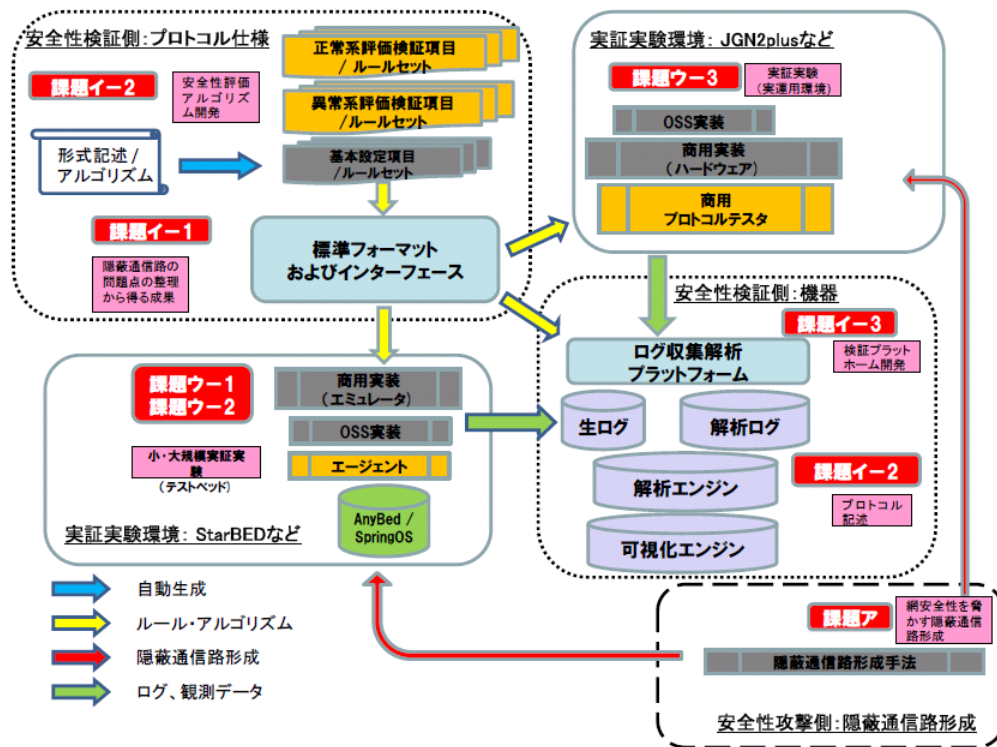 安全性検証側：プロトコル仕様
課題イー2
安全性評価
アルゴリズ
ム開発
正常系評価検証項目
/ ルールセット
異常系評価検証項目
/ルールセット
基本設定項目
/ルールセット
形式記述 /
アルゴリズム
課題イー1
隠蔽通信路の
問題点の整理
から得る成果
標準フォーマット
およびインターフェース
実証実験環境： JGN2plusなど
課題ウー3
実証実験
(実運用環境)
OSS実装
商用実装
(ハードウェア)
商用
プロトコルテスタ
安全性検証側：機器
課題イー3
検証プラット
ホーム開発
ログ収集解析
プラットフォーム
生ログ
解析ログ
解析エンジン
可視化エンジン
課題イー2
プロトコル
記述
課題ウー1
課題ウー2
小・大規模実証実
験
(テストベッド)
商用実装
(エミュレータ)
OSS実装
エージェント
AnyBed /
SpringOS
実証実験環境： StarBEDなど
自動生成
ルール・アルゴリズム
隠蔽通信路形成
ログ、観測データ
課題ア
網安全性を脅
かす隠蔽通信
路形成
隠蔽通信路形成手法
安全性攻撃側：隠蔽通信路形成